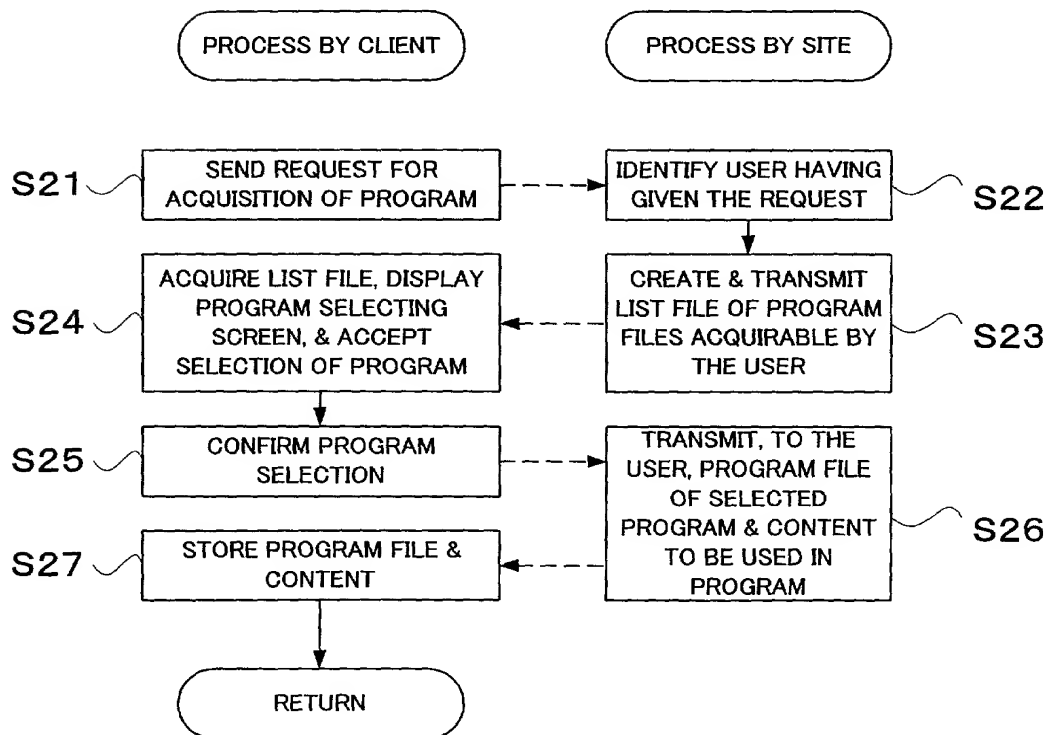 PROCESS BY CLIENT
PROCESS BY SITE
S21
SEND REQUEST FOR
ACQUISITION OF PROGRAM
IDENTIFY USER HAVING
GIVEN THE REQUEST
S22
S24
ACQUIRE LIST FILE, DISPLAY
PROGRAM SELECTING
SCREEN, & ACCEPT
SELECTION OF PROGRAM
CREATE & TRANSMIT
LIST FILE OF PROGRAM
FILES ACQUIRABLE BY
THE USER
S23
S25
CONFIRM PROGRAM
SELECTION
TRANSMIT, TO THE
USER, PROGRAM FILE
OF SELECTED
PROGRAM & CONTENT
TO BE USED IN
PROGRAM
S26
S27
STORE PROGRAM FILE &
CONTENT
RETURN